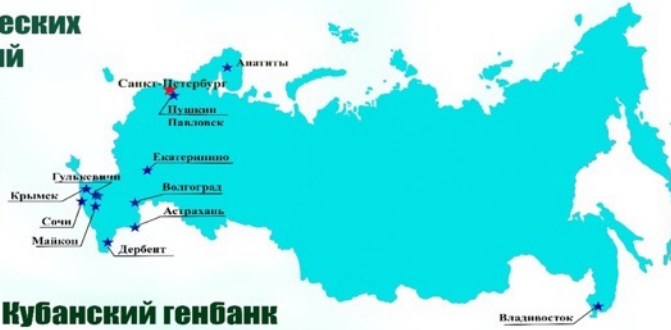 еских
ий
Апатиты
Санкт-Петербург
Пушкин
Павловск
Екатеринино
Гулькевичи
Крымск
Волгоград
Сочи
Астрахань
Майкоп
Дербент
Кубанский генбанк
Владивосток